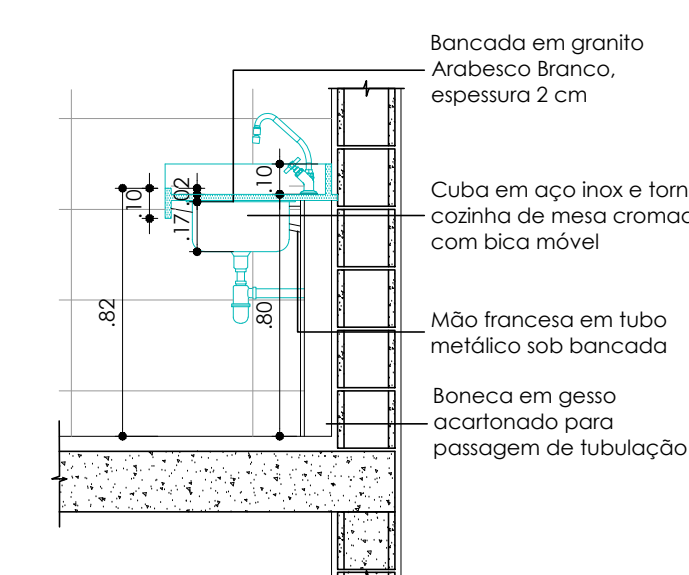 Bancada em granito
Arabesco Branco,
espessura 2 cm
.10
.02
.17
.10
Cuba em aço inox e torn
cozinha de mesa cromad
com bica móvel
.82
.80
Mão francesa em tubo
metálico sob bancada
Boneca em gesso
acartonado para
passagem de tubulação